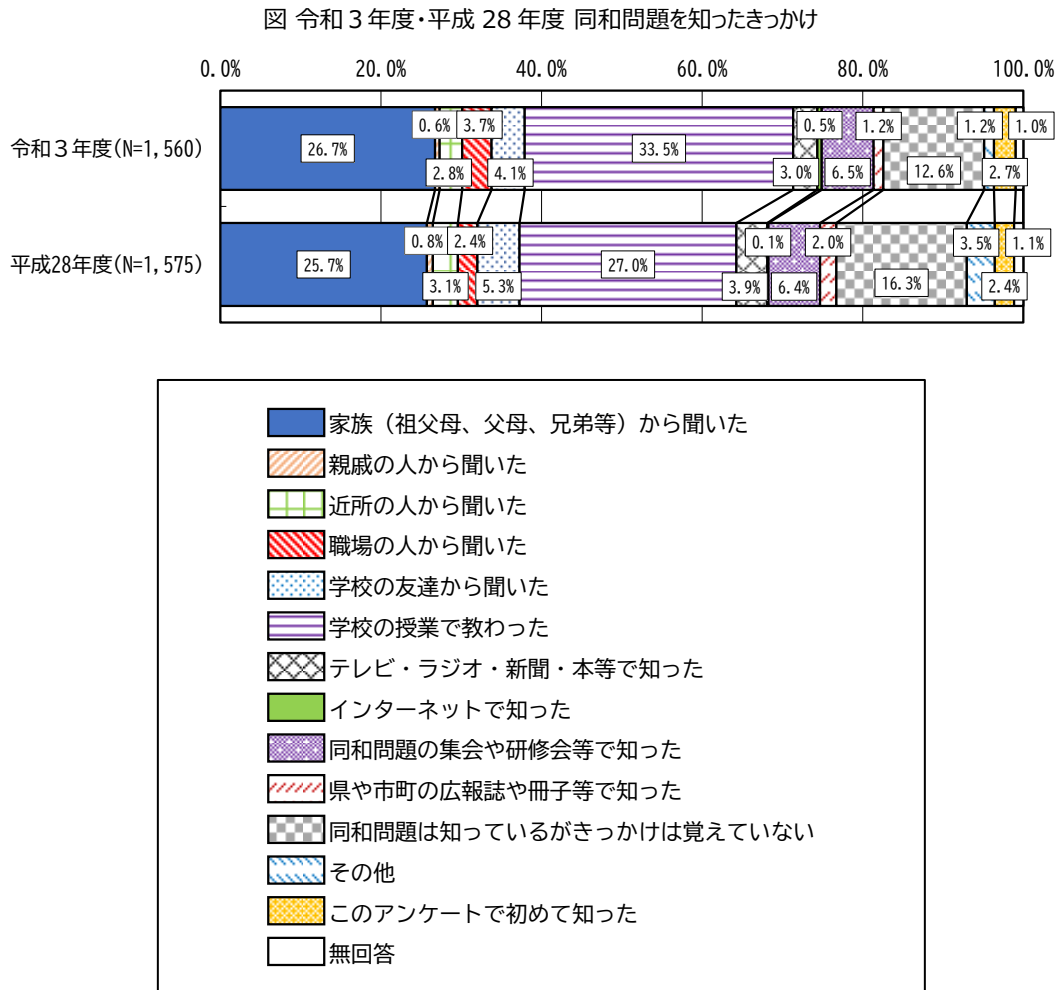 図 令和3年度・平成 28 年度 同和問題を知ったきっかけ
0.0% 20.0% 40.0% 60.0% 80.0% 100.0%
0.6% 3.7% 0.5% 1.2% 1.2% 1.0%
令和3年度(N=1,560) 26.7% 33.5%
2.8% 4.1% 3.0% 6.5% 12.6% 2.7%
0.8% 2.4% 0.1% 2.0% 3.5% 1.1%
平成28年度(N=1,575) 25.7% 27.0%
3.1% 5.3% 3.9% 6.4% 16.3% 2.4%
家族（祖父母、父母、兄弟等）から聞いた
親戚の人から聞いた
近所の人から聞いた
職場の人から聞いた
学校の友達から聞いた
学校の授業で教わった
テレビ・ラジオ・新聞・本等で知った
インターネットで知った
同和問題の集会や研修会等で知った
県や市町の広報誌や冊子等で知った
同和問題は知っているがきっかけは覚えていない
その他
このアンケートで初めて知った
無回答